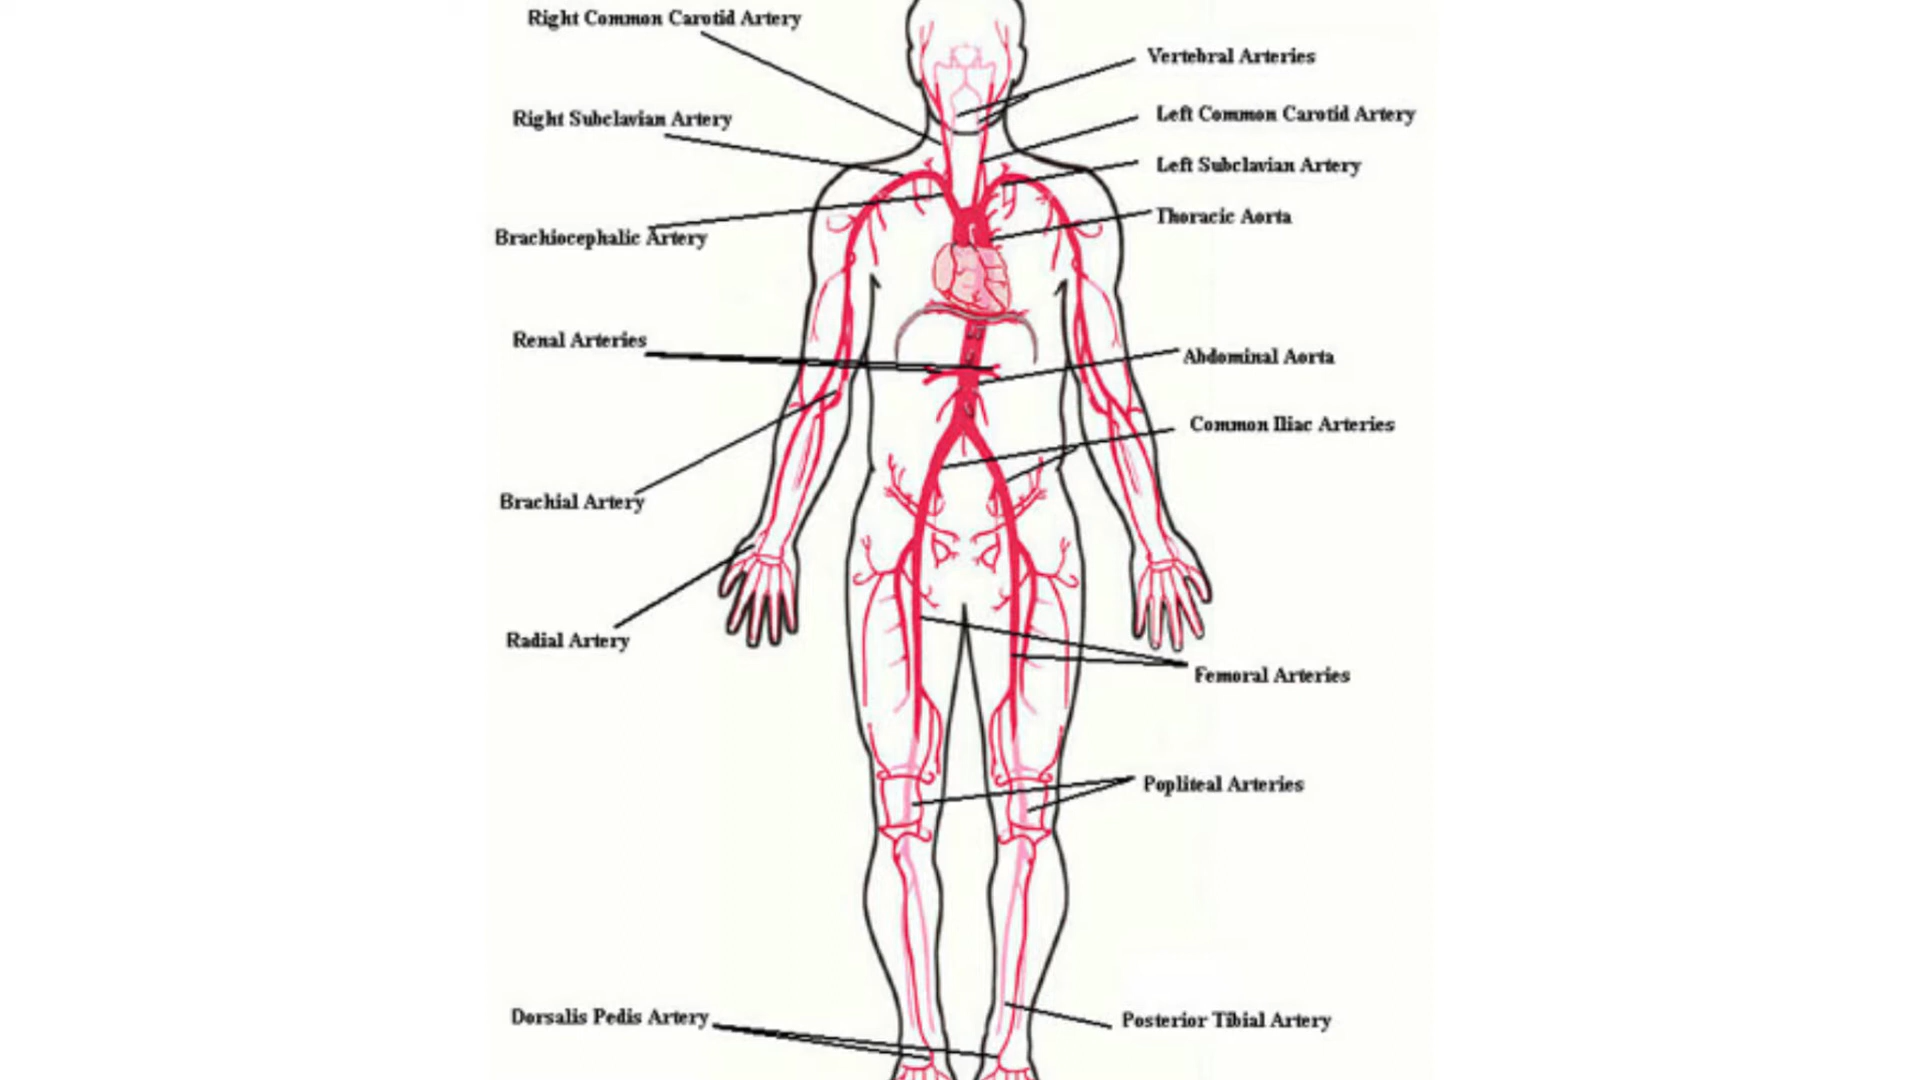 Right Common Carotid Artery
Vertebral Arteries
Left Common Carotid Artery
Right Subclavian Artery
Left Subclavian Artery
Thoracic Aorta
Brachiocephalic Artery
Renal Arteries
Abdominal Aorta
Common Iliac Arteries
Brachial Artery
Radial Artery
Femoral Arteries
Popliteal Arteries
Dorsalis Pedis Artery
Posterior Tibial Artery